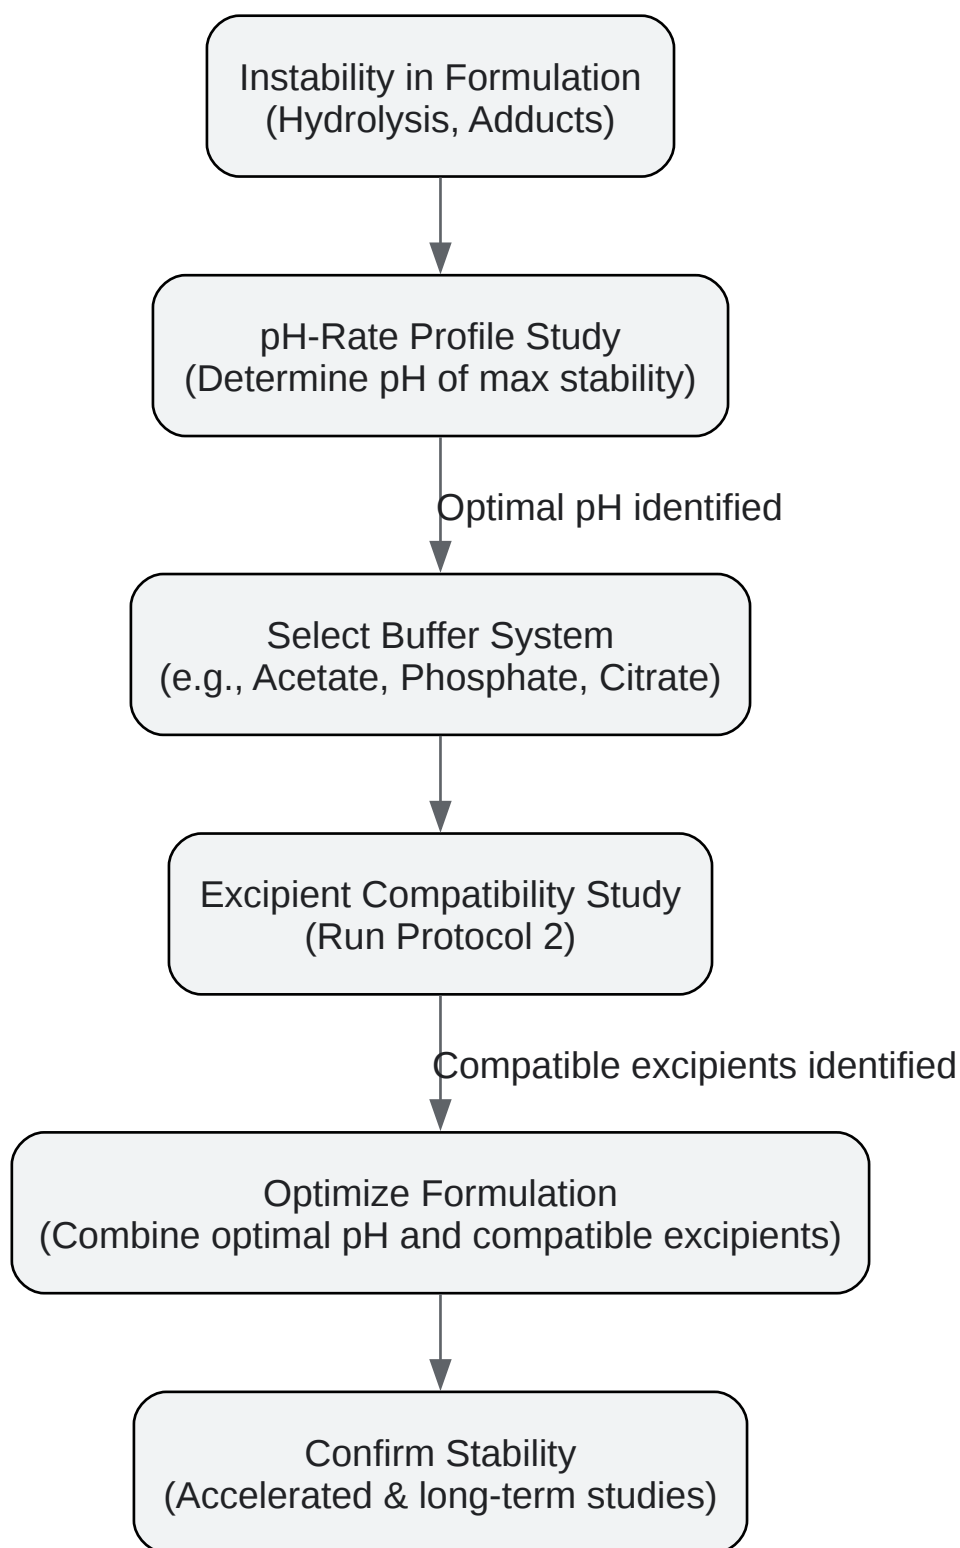 Instability in Formulation
(Hydrolysis, Adducts)
pH-Rate Profile Study
(Determine pH of max stability)
Optimal pH identified
Select Buffer System
(e.g., Acetate, Phosphate, Citrate)
Excipient Compatibility Study
(Run Protocol 2)
Compatible excipients identified
Optimize Formulation
(Combine optimal pH and compatible excipients)
Confirm Stability
(Accelerated & long-term studies)